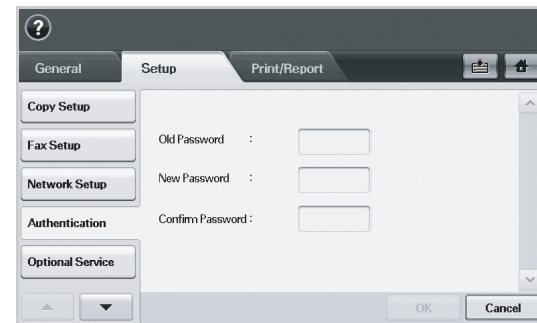 ?
General Setup Print/Report
Copy Setup
Fax Setup
Network Setup
Authentication
Optional Service
Old Password :
New Password :
Confirm Password :
OK Cancel